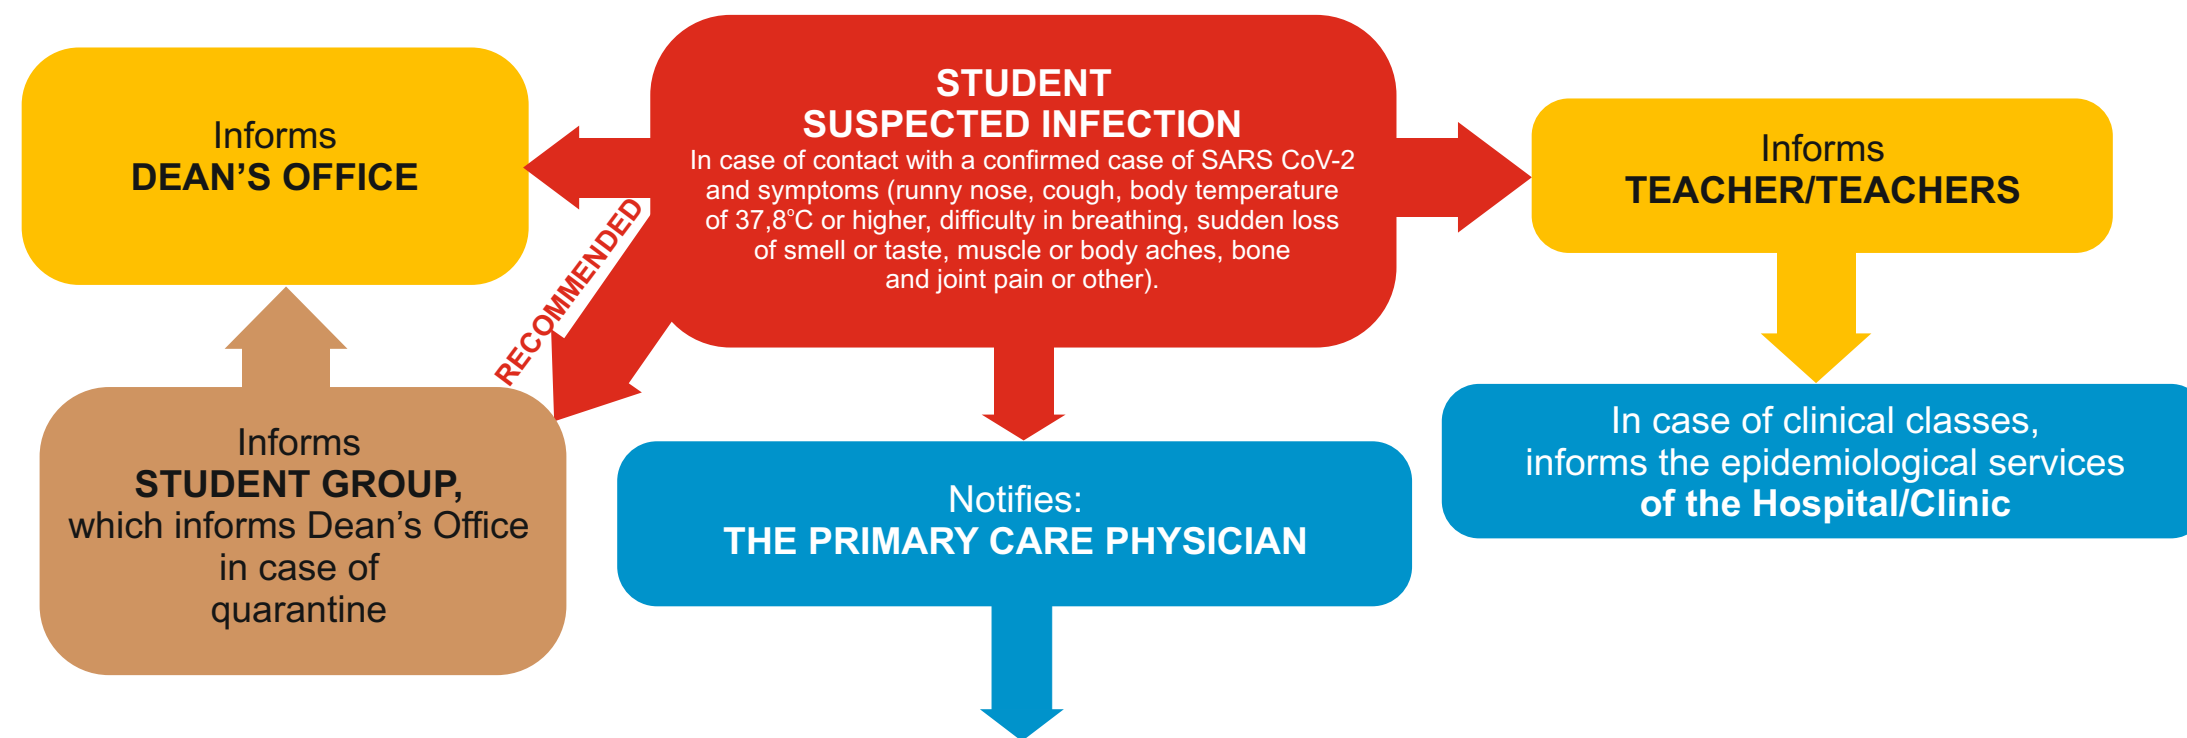 Informs
DEAN'S OFFICE
STUDENT
SUSPECTED INFECTION
In case of contact with a confirmed case of SARS CoV-2
and symptoms (runny nose, cough, body temperature
of 37,8°C or higher, difficulty in breathing, sudden loss
of smell or taste, muscle or body aches, bone
and joint pain or other).
Informs
TEACHER/TEACHERS
RECOMMENDED
Informs
STUDENT GROUP,
which informs Dean's Office
in case of
quarantine
Notifies:
THE PRIMARY CARE PHYSICIAN
In case of clinical classes,
informs the epidemiological services
of the Hospital/Clinic